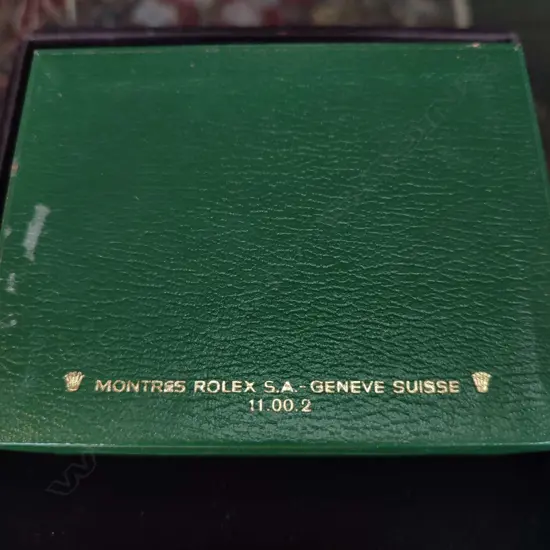 MONTRES ROLEX S.A.-GENEVE SUISSE
11.00.2